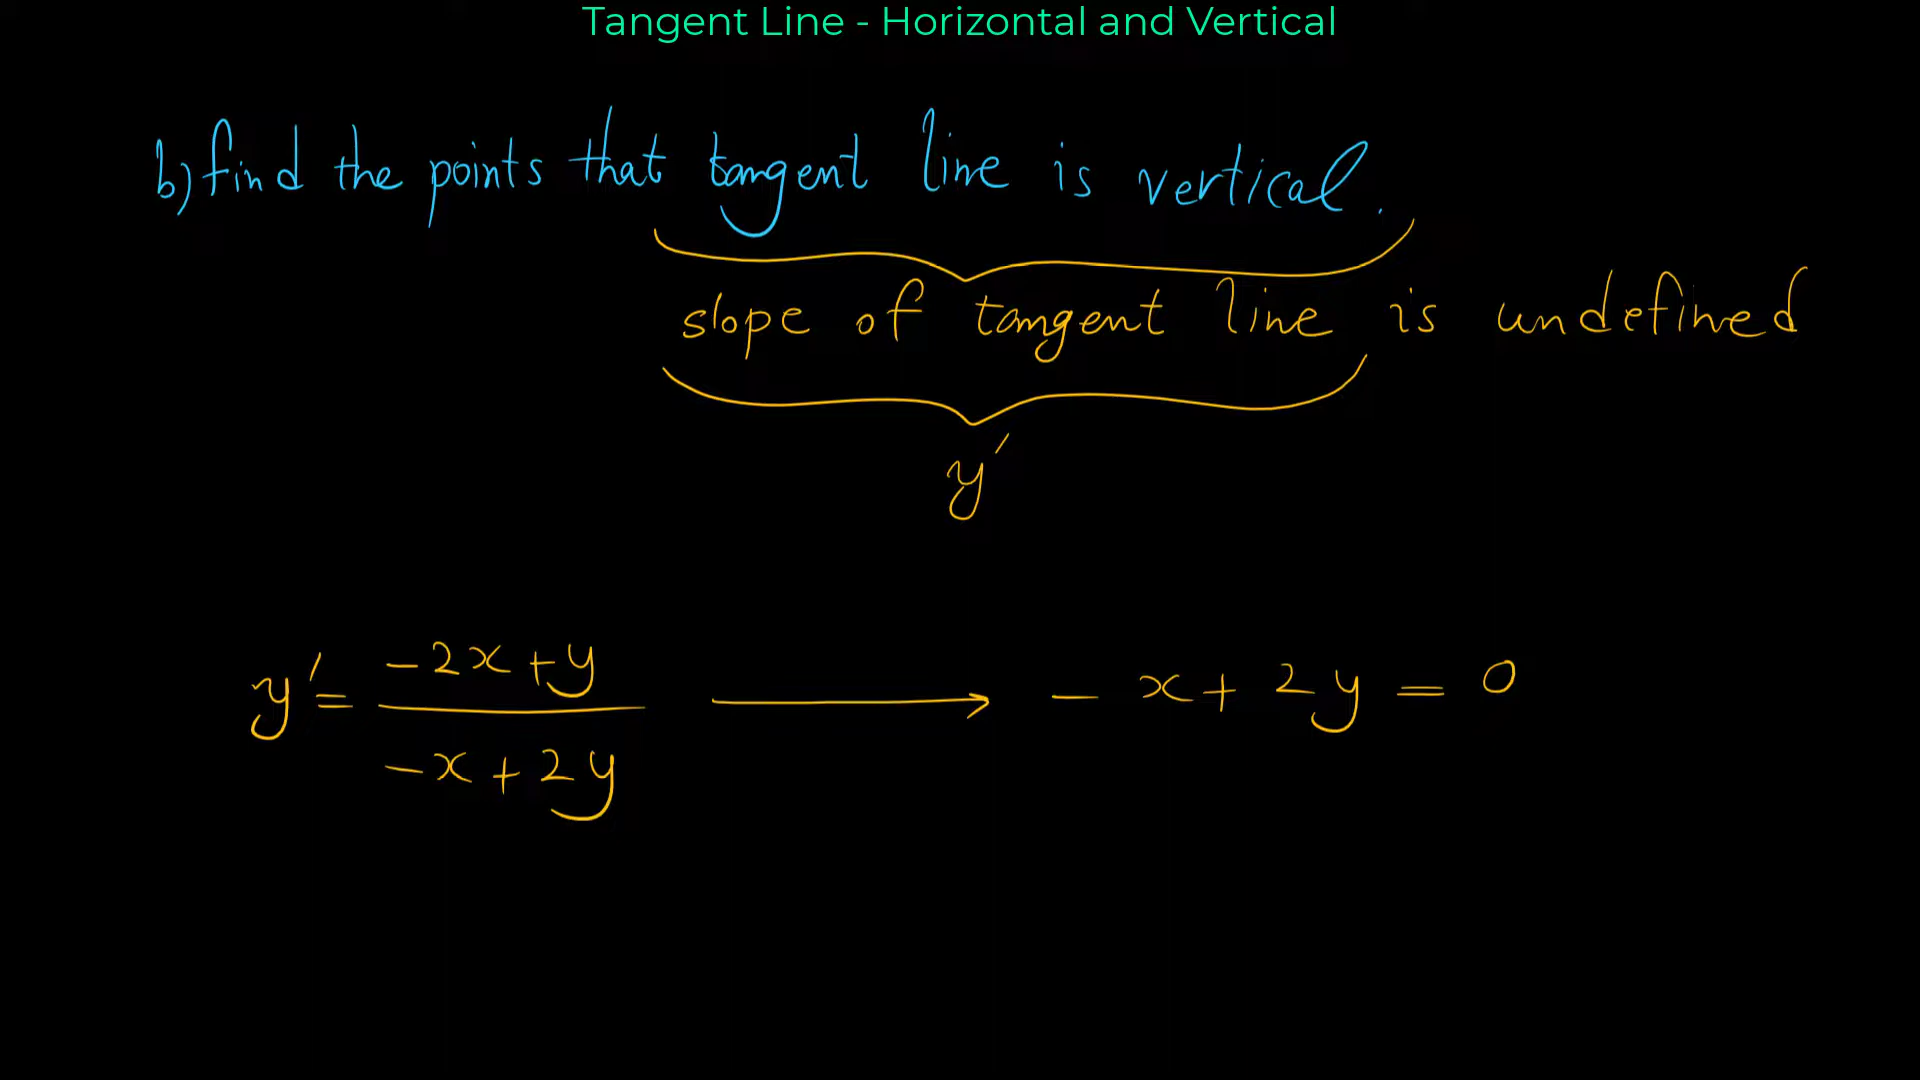 Tangent Line - Horizontal and Vertical
b) find the points that tangent line is vertical.
slope of tangent line is undefined
y'
y' = (-2x + y) / (-x + 2y) → - x + 2y = 0